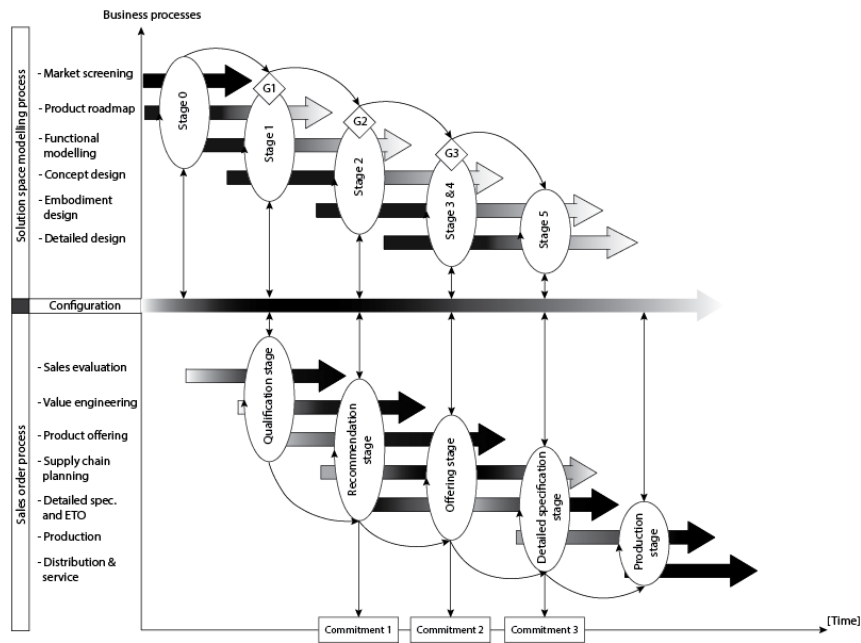 Business processes
Solution space modelling process
- Market screening
- Product roadmap
- Functional
modelling
- Concept design
- Embodiment
design
- Detailed design
Stage 0
G1
Stage 1
G2
Stage 2
G3
Stage 3 & 4
Stage 5
Configuration
Sales order process
- Sales evaluation
- Value engineering
- Product offering
- Supply chain
planning
- Detailed spec.
and ETO
- Production
- Distribution &
service
Qualification stage
Recommendation
stage
Offering stage
Detailed specification
stage
Production
stage
[Time]
Commitment 1
Commitment 2
Commitment 3